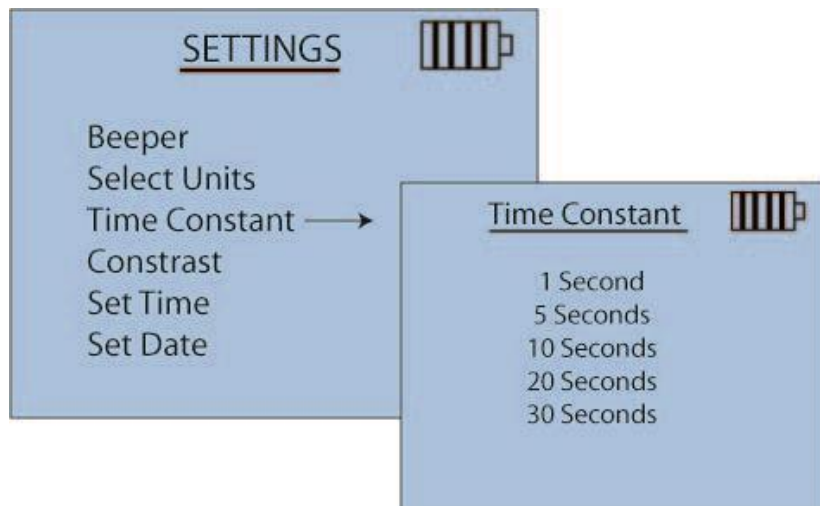 SETTINGS
Beeper
Select Units
Time Constant
Constrast
Set Time
Set Date
Time Constant
1 Second
5 Seconds
10 Seconds
20 Seconds
30 Seconds